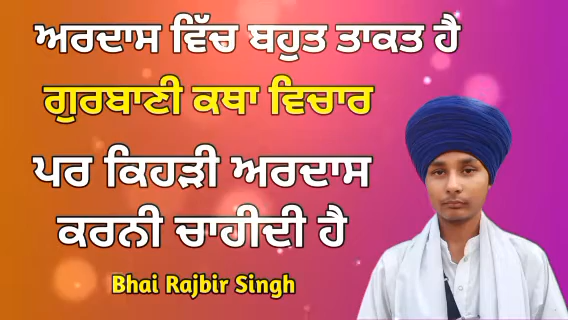 ਅਰਦਾਸ ਵਿੱਚ ਬਹੁਤ ਤਾਕਤ ਹੈ
ਗੁਰਬਾਣੀ ਕਥਾ ਵਿਚਾਰ
ਪਰ ਕਿਹੜੀ ਅਰਦਾਸ
ਕਰਨੀ ਚਾਹੀਦੀ ਹੈ
Bhai Rajbir Singh